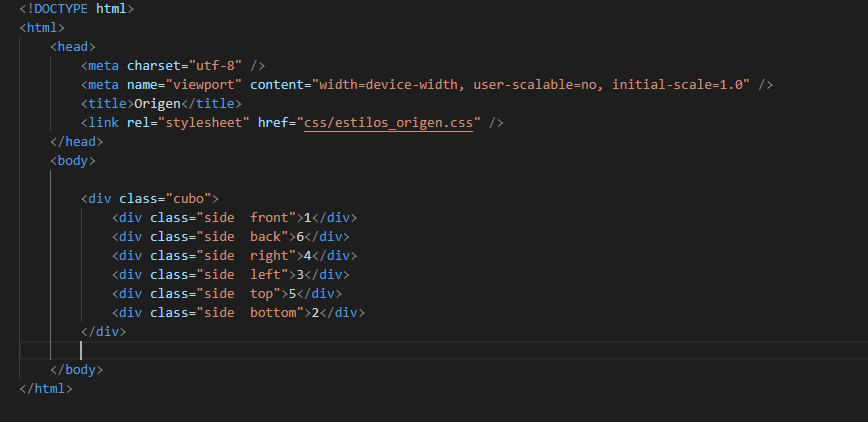 <!DOCTYPE html>
<html>
    <head>
        <meta charset="utf-8" />
        <meta name="viewport" content="width=device-width, user-scalable=no, initial-scale=1.0" />
        <title>Origen</title>
        <link rel="stylesheet" href="css/estilos_origen.css" />
    </head>
    <body>

        <div class="cubo">
            <div class="side  front">1</div>
            <div class="side  back">6</div>
            <div class="side  right">4</div>
            <div class="side  left">3</div>
            <div class="side  top">5</div>
            <div class="side  bottom">2</div>
        </div>

    </body>
</html>